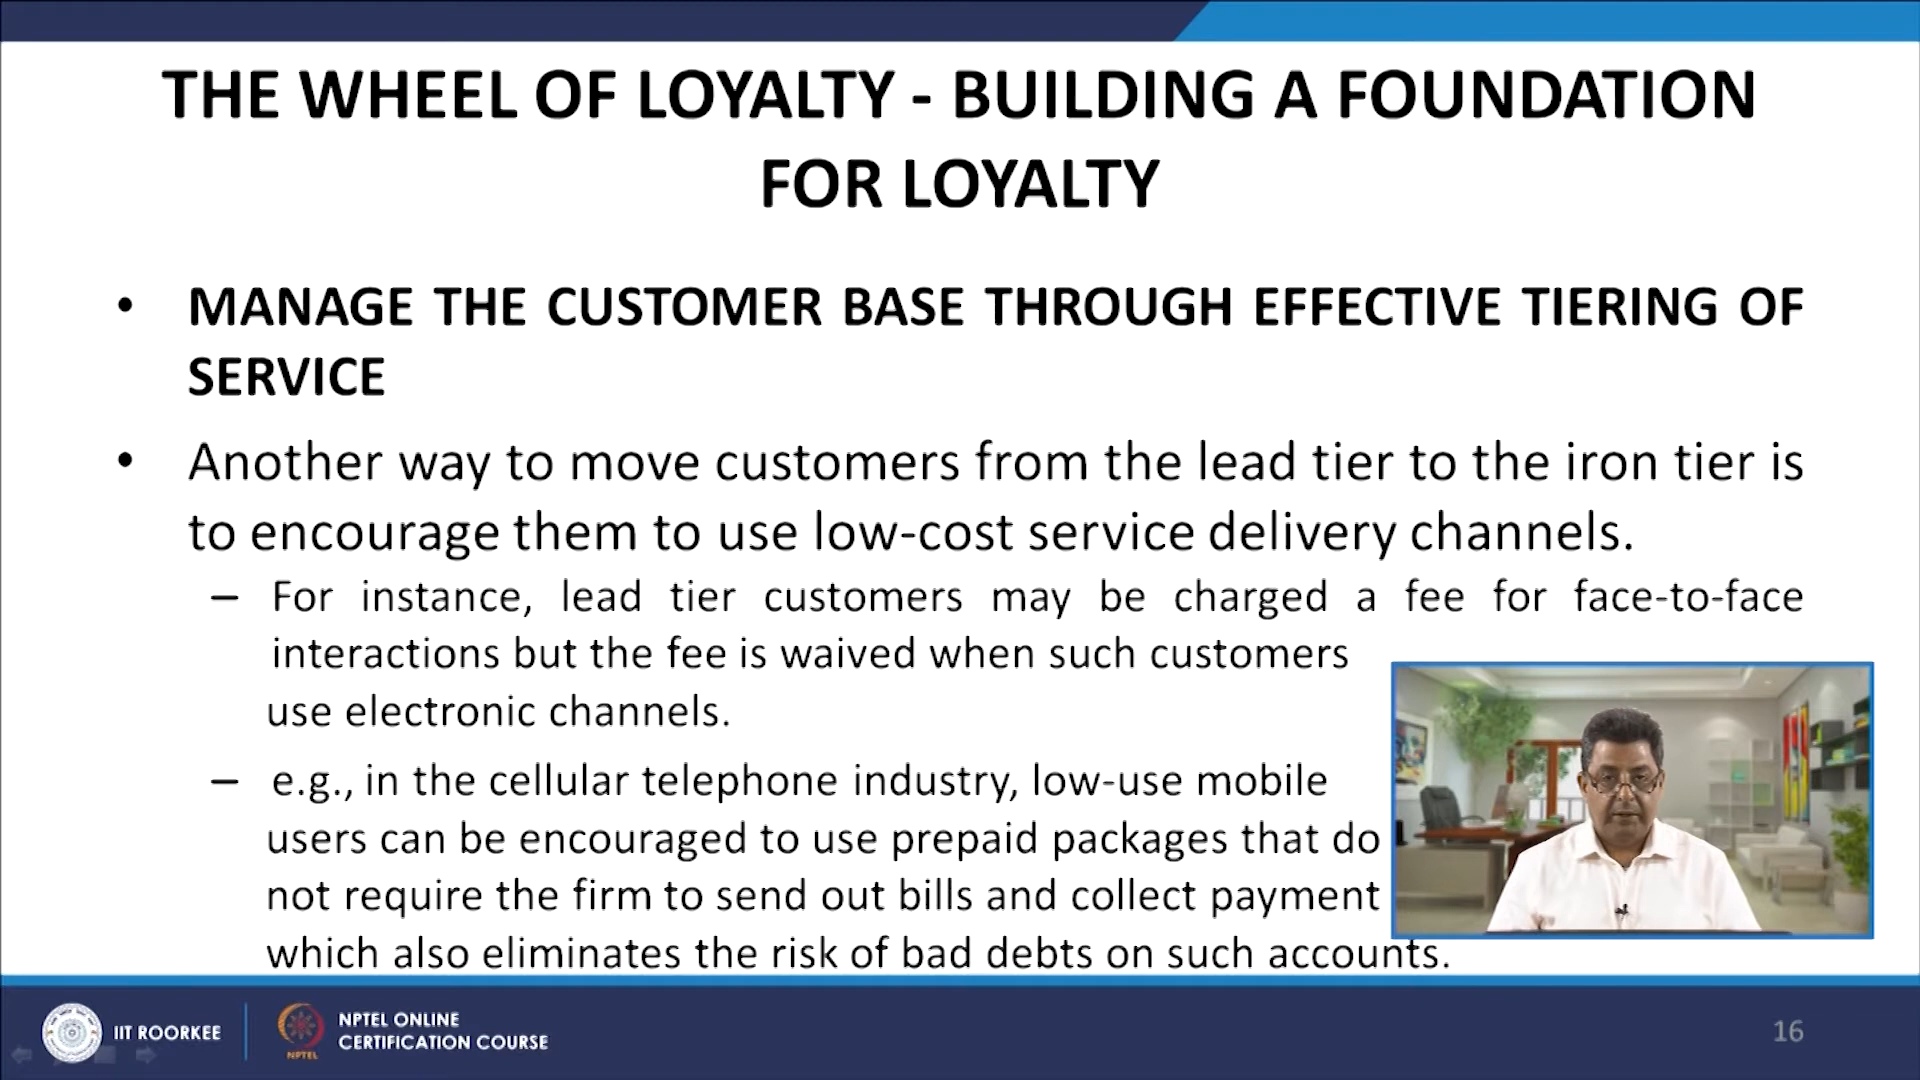 THE WHEEL OF LOYALTY - BUILDING A FOUNDATION
FOR LOYALTY
• MANAGE THE CUSTOMER BASE THROUGH EFFECTIVE TIERING OF
SERVICE
• Another way to move customers from the lead tier to the iron tier is
to encourage them to use low-cost service delivery channels.
– For instance, lead tier customers may be charged a fee for face-to-face
interactions but the fee is waived when such customers
use electronic channels.
– e.g., in the cellular telephone industry, low-use mobile
users can be encouraged to use prepaid packages that do
not require the firm to send out bills and collect payment
which also eliminates the risk of bad debts on such accounts.
IIT ROORKEE
NPTEL
NPTEL ONLINE
CERTIFICATION COURSE
16